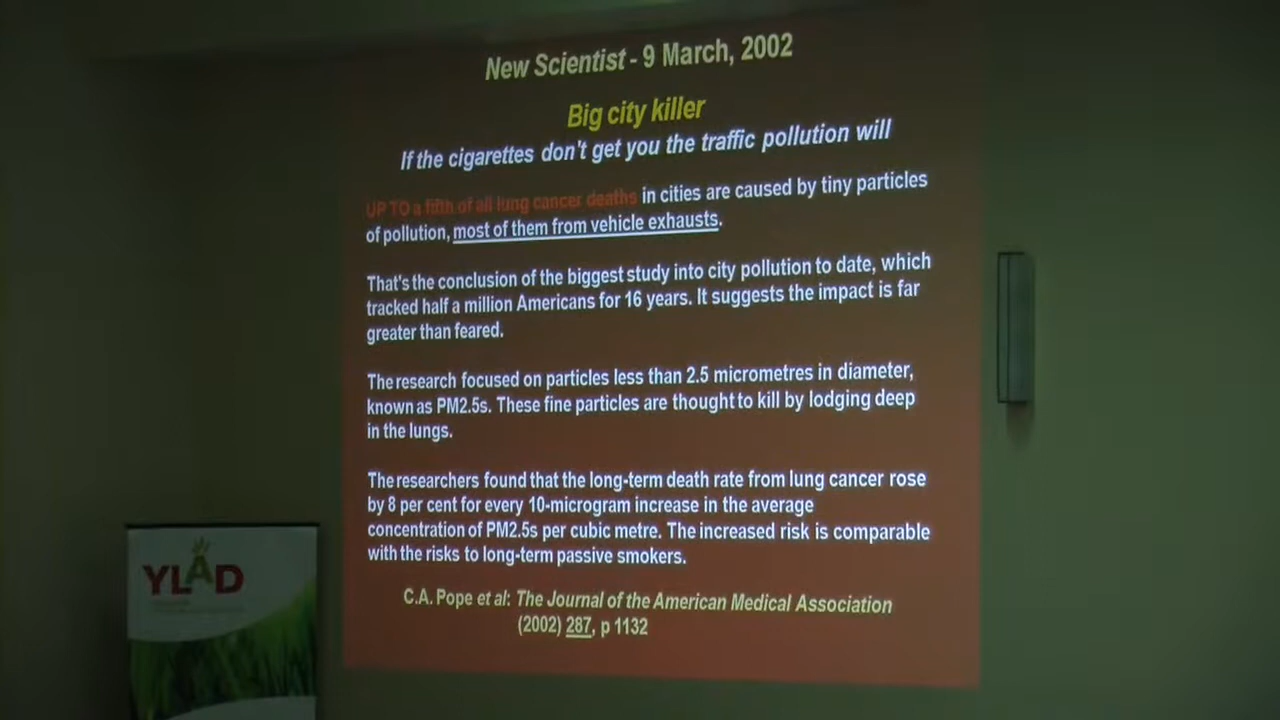 New Scientist - 9 March, 2002
Big city killer
If the cigarettes don't get you the traffic pollution will
UP TO a fifth of all lung cancer deaths in cities are caused by tiny particles
of pollution, most of them from vehicle exhausts.
That's the conclusion of the biggest study into city pollution to date, which
tracked half a million Americans for 16 years. It suggests the impact is far
greater than feared.
The research focused on particles less than 2.5 micrometres in diameter,
known as PM2.5s. These fine particles are thought to kill by lodging deep
in the lungs.
The researchers found that the long-term death rate from lung cancer rose
by 8 per cent for every 10-microgram increase in the average
concentration of PM2.5s per cubic metre. The increased risk is comparable
with the risks to long-term passive smokers.
C.A. Pope et al: The Journal of the American Medical Association
(2002) 287, p 1132
YLAD